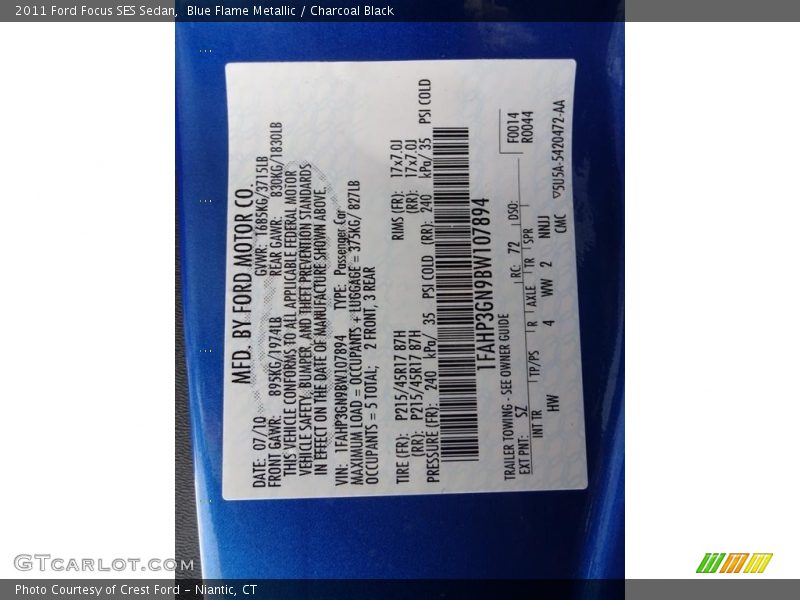 2011 Ford Focus SES Sedan,  Blue Flame Metallic / Charcoal Black
MFD. BY FORD MOTOR CO.
DATE: 07/10 GVWR: 1685KG/3715LB
FRONT GAWR: 895KG/1974LB REAR GAWR: 830KG/1830LB
THIS VEHICLE CONFORMS TO ALL APPLICABLE FEDERAL MOTOR
VEHICLE SAFETY, BUMPER, AND THEFT PREVENTION STANDARDS
IN EFFECT ON THE DATE OF MANUFACTURE SHOWN ABOVE.
VIN: 1FAHP3GN9BW107894 TYPE: Passenger Car
MAXIMUM LOAD = OCCUPANTS + LUGGAGE = 375KG/ 827LB
OCCUPANTS = 5 TOTAL; 2 FRONT, 3 REAR
TIRE (FR): P215/45R17 87H RIMS (FR): 17x7.0J
(RR): P215/45R17 87H (RR): 17x7.0J
PRESSURE (FR): 240 kPa/ 35 PSI COLD (RR): 240 kPa/ 35 PSI COLD
1FAHP3GN9BW107894
TRAILER TOWING - SEE OWNER GUIDE F0014
EXT PNT: SZ RC: 72 DSO: R0044
INT TR TP/PS R AXLE TR SPR
HW 4 WW 2 NNJJ
CMC ▽5U5A-5420472-AA
GTcarlot.com
Photo Courtesy of Crest Ford - Niantic, CT